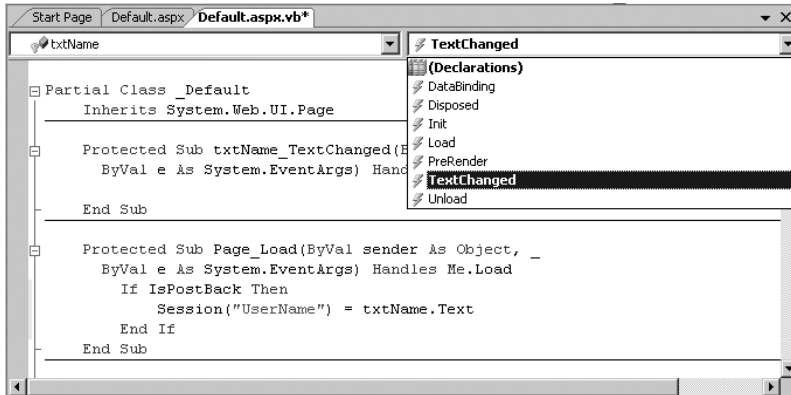 Start Page Default.aspx Default.aspx.vb*
txtName TextChanged
(Declarations)
DataBinding
Disposed
Init
Load
PreRender
TextChanged
Unload
Partial Class _Default
Inherits System.Web.UI.Page
Protected Sub txtName_TextChanged(
ByVal e As System.EventArgs) Hand
End Sub
Protected Sub Page_Load(ByVal sender As Object, _
ByVal e As System.EventArgs) Handles Me.Load
If IsPostBack Then
Session("UserName") = txtName.Text
End If
End Sub